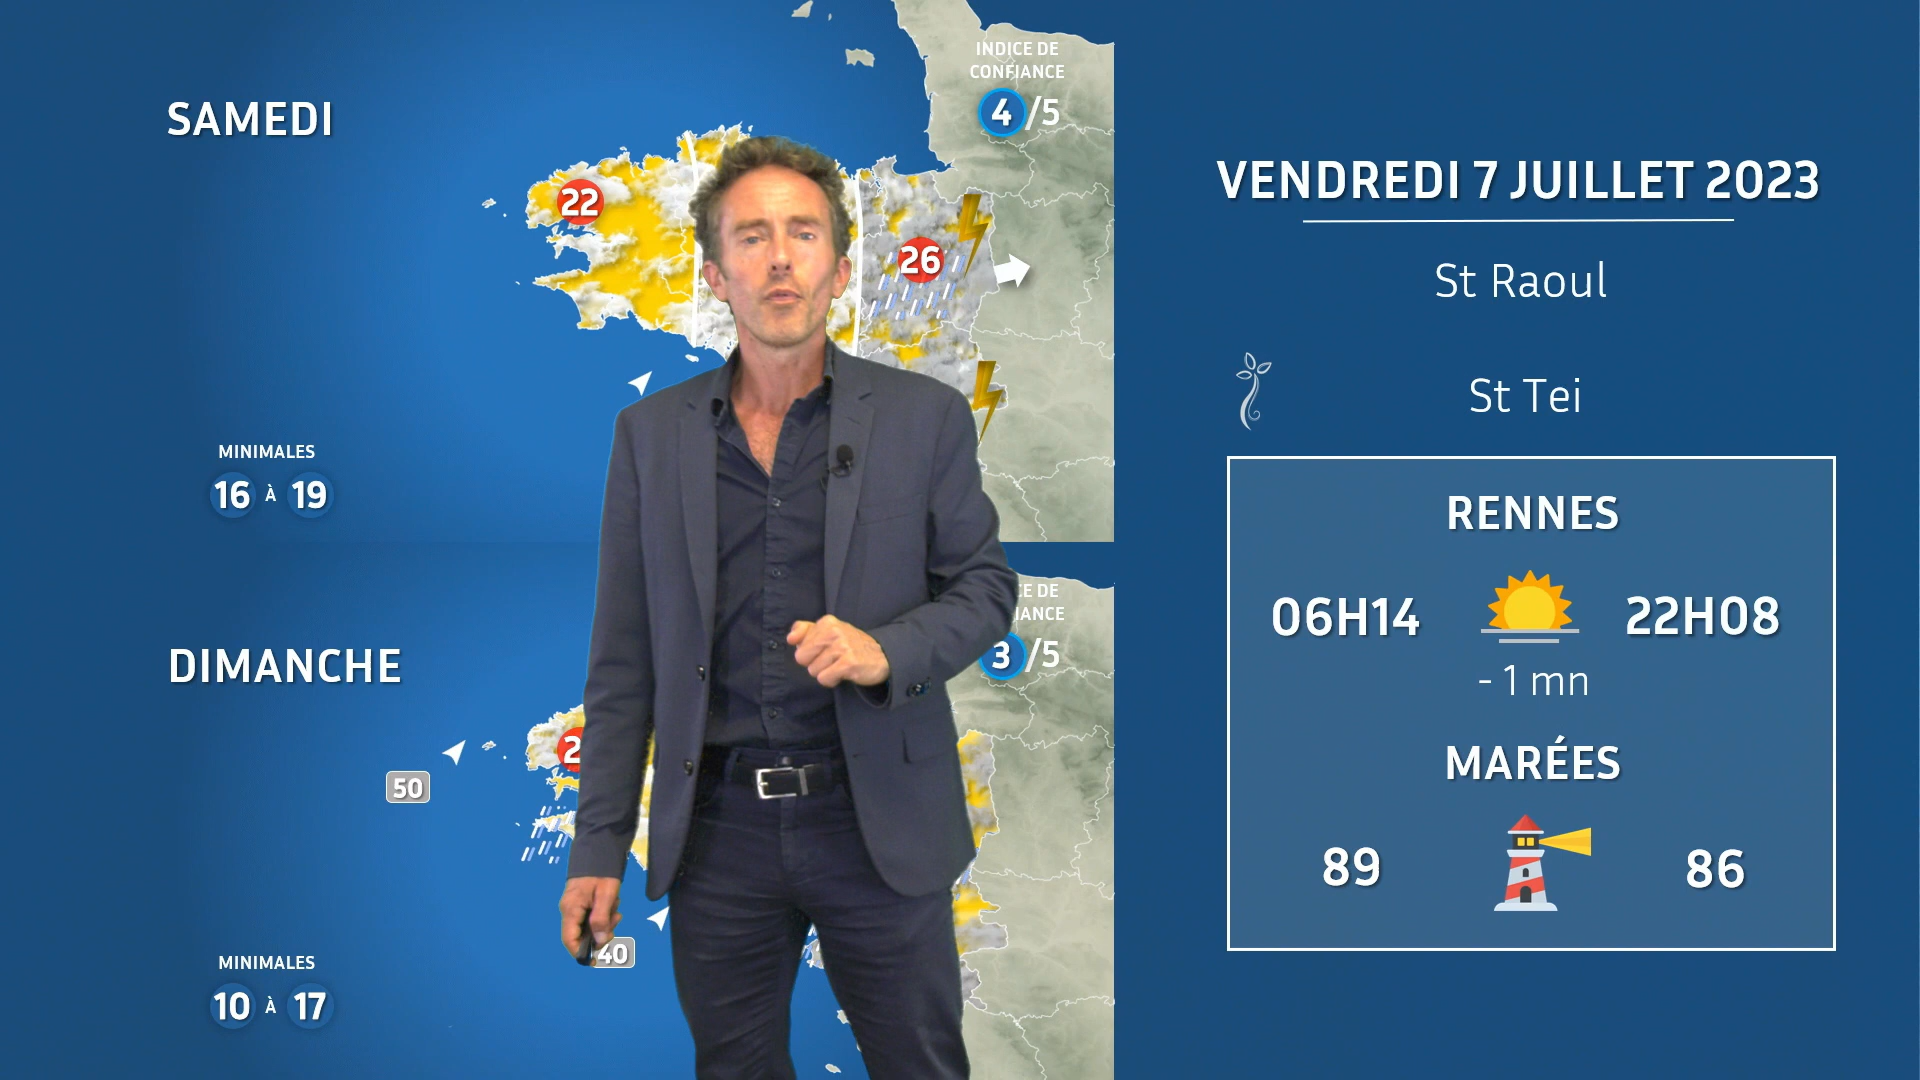 SAMEDI
INDICE DE
CONFIANCE
4/5
22
26
MINIMALES
16 À 19
DIMANCHE
3/5
50
40
MINIMALES
10 À 17
VENDREDI 7 JUILLET 2023
St Raoul
St Tei
RENNES
06H14
22H08
- 1 mn
MARÉES
89
86